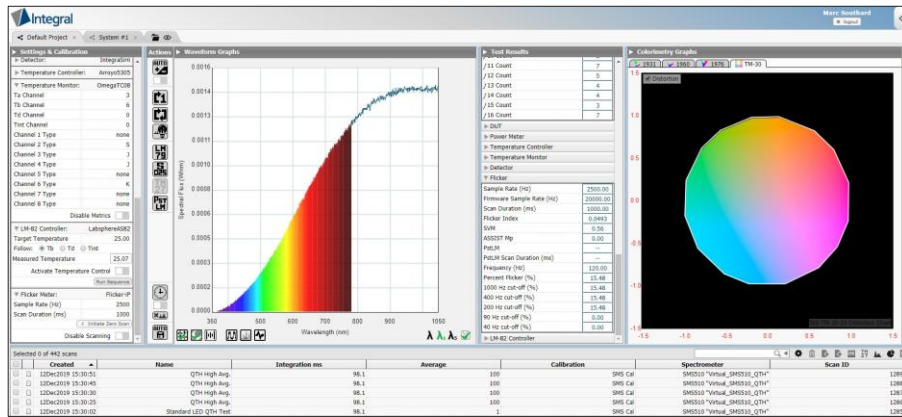 Integral
Marc Southard
logout
Default Project × System #1 ×
Settings & Calibration
Detector: IntegraSim
Temperature Controller: Arroyo5305
Temperature Monitor: OmegaTC08
Ta Channel 3
Tb Channel 6
Td Channel 0
Tint Channel 0
Channel 1 Type none
Channel 2 Type S
Channel 3 Type J
Channel 4 Type J
Channel 5 Type none
Channel 6 Type K
Channel 7 Type none
Channel 8 Type none
Disable Metrics
LM-82 Controller: LabsphereAS82
Target Temperature 25.00
Follow: Tb Td Tint
Measured Temperature 25.07
Activate Temperature Control
Run Sequence
Flicker Meter: Flicker-P
Sample Rate (Hz) 2500
Scan Duration (ms) 1000
Initiate Zero Scan
Disable Scanning
Actions
AUTO
LM 79
PST LM
AUTO
Waveform Graphs
Spectral Flux (W/nm)
0.0016
0.0014
0.0013
0.0011
0.0010
0.0008
0.0006
0.0005
0.0003
0.0002
0.0000
360 500 600 700 800 900 1050
Wavelength (nm)
Test Results
/11 Count 7
/12 Count 5
/13 Count 4
/14 Count 4
/15 Count 3
/16 Count 7
DUT
Power Meter
Temperature Controller
Temperature Monitor
Detector
Flicker
Sample Rate (Hz) 2500.00
Firmware Sample Rate (Hz) 20000.00
Scan Duration (ms) 1000.00
Flicker Index 0.0493
SVM 0.56
ASSIST Mp 0.00
PstLM --
PstLM Scan Duration (ms) --
Frequency (Hz) 120.00
Percent Flicker (%) 15.48
1000 Hz cut-off (%) 15.48
400 Hz cut-off (%) 15.48
200 Hz cut-off (%) 15.48
90 Hz cut-off (%) 0.00
40 Hz cut-off (%) 0.00
LM-82 Controller
Colorimetry Graphs
1931 1960 1976 TM-30
Distortion
1.5
1.0
0.5
0.0
-0.5
-1.0
-1.5 -1.0 -0.5 0.0 0.5 1.0 1.5
Selected 0 of 442 scans
Created Name Integration ms Average Calibration Spectrometer Scan ID
12Dec2019 15:30:51 QTH High Avg. 98.1 100 SMS Cal SMS510 "Virtual_SMS510_QTH"
12Dec2019 15:30:45 QTH High Avg. 98.1 100 SMS Cal SMS510 "Virtual_SMS510_QTH"
12Dec2019 15:30:30 QTH High Avg. 98.1 100 SMS Cal SMS510 "Virtual_SMS510_QTH"
12Dec2019 15:30:25 QTH High Avg. 98.1 100 SMS Cal SMS510 "Virtual_SMS510_QTH"
12Dec2019 15:30:02 Standard LED QTH Test 98.1 1 SMS Cal SMS510 "Virtual_SMS510_QTH"